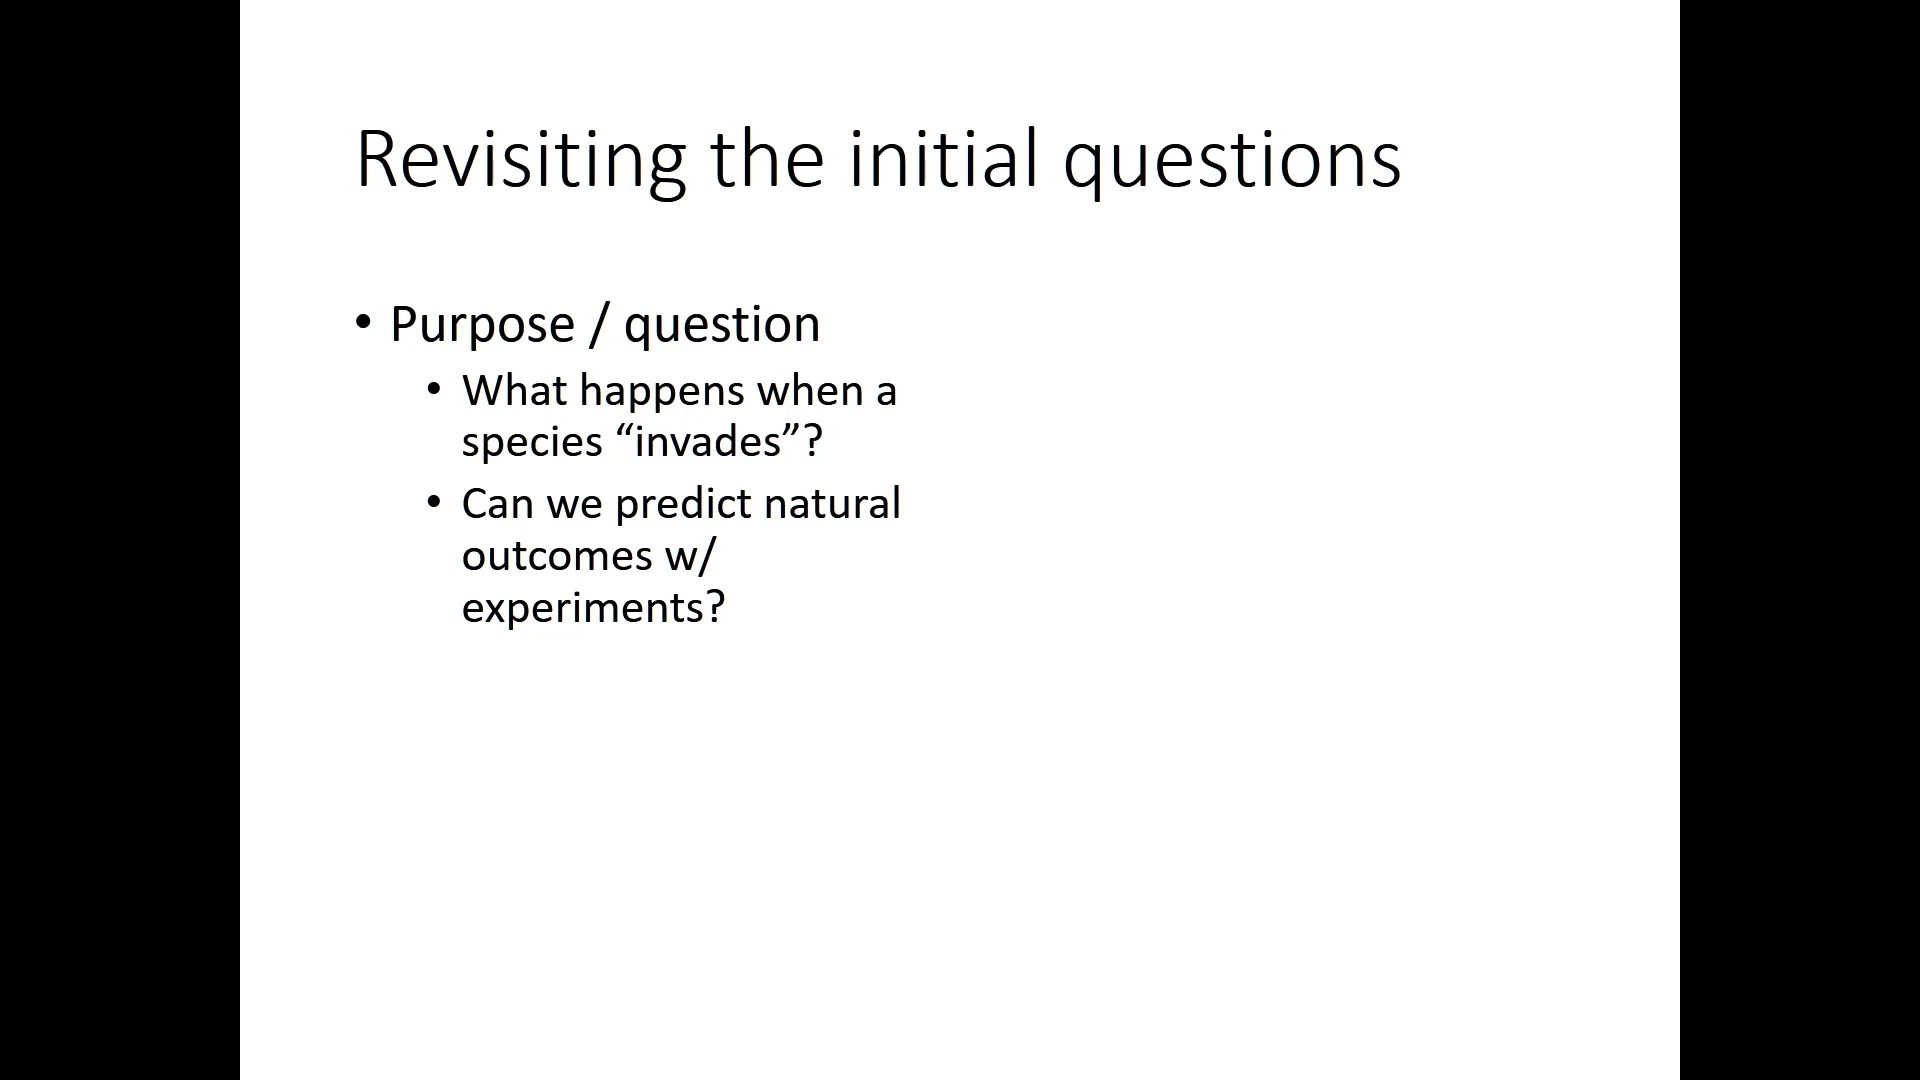 Revisiting the initial questions
• Purpose / question
• What happens when a
species “invades”?
• Can we predict natural
outcomes w/
experiments?